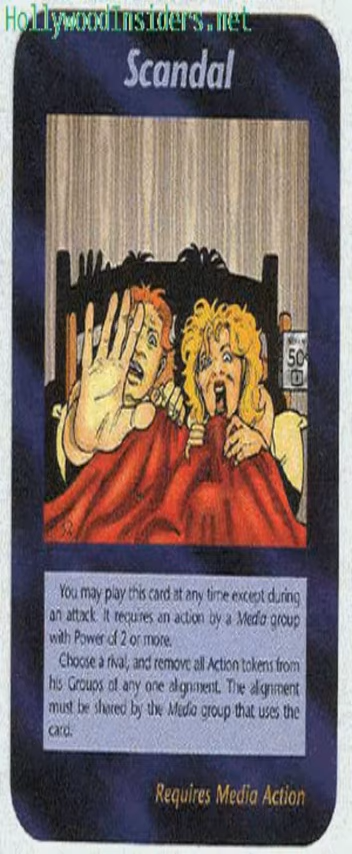 HollywoodInsiders.net
Scandal
50¢
You may play this card at any time except during
an attack. It requires an action by a Media group
with Power of 2 or more.
Choose a rival, and remove all Action tokens from
his Groups of any one alignment. The alignment
must be shared by the Media group that uses the
card.
Requires Media Action